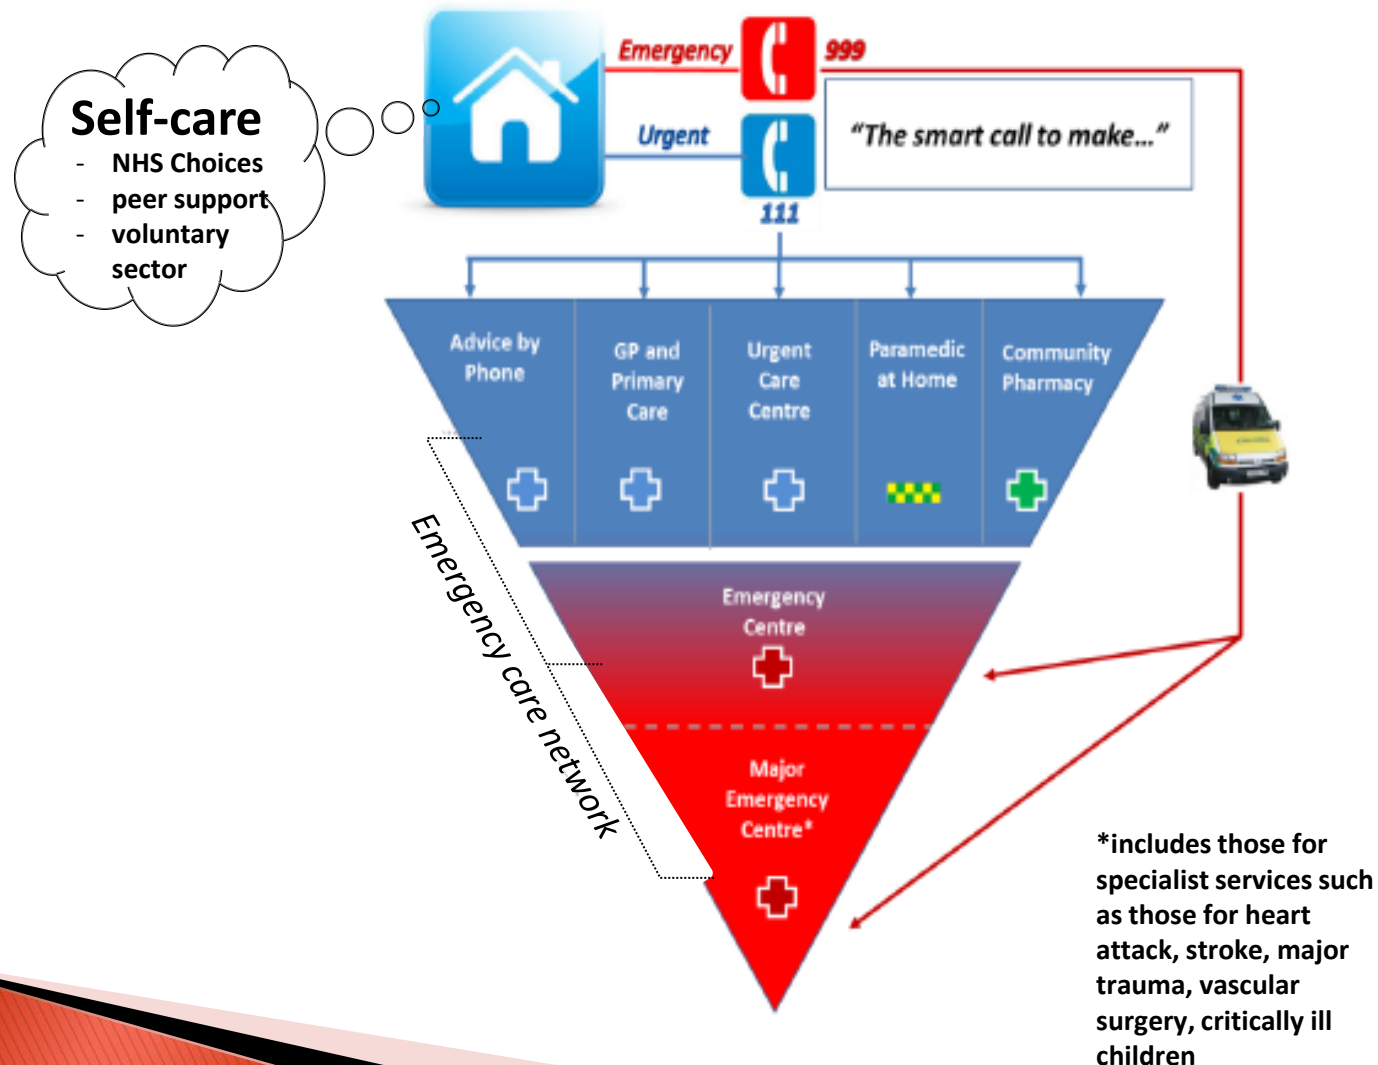 Self-care
- NHS Choices
- peer support
- voluntary
sector
Emergency
999
Urgent
111
"The smart call to make..."
Advice by
Phone
GP and
Primary
Care
Urgent
Care
Centre
Paramedic
at Home
Community
Pharmacy
Emergency care network
Emergency
Centre
Major
Emergency
Centre*
*includes those for
specialist services such
as those for heart
attack, stroke, major
trauma, vascular
surgery, critically ill
children